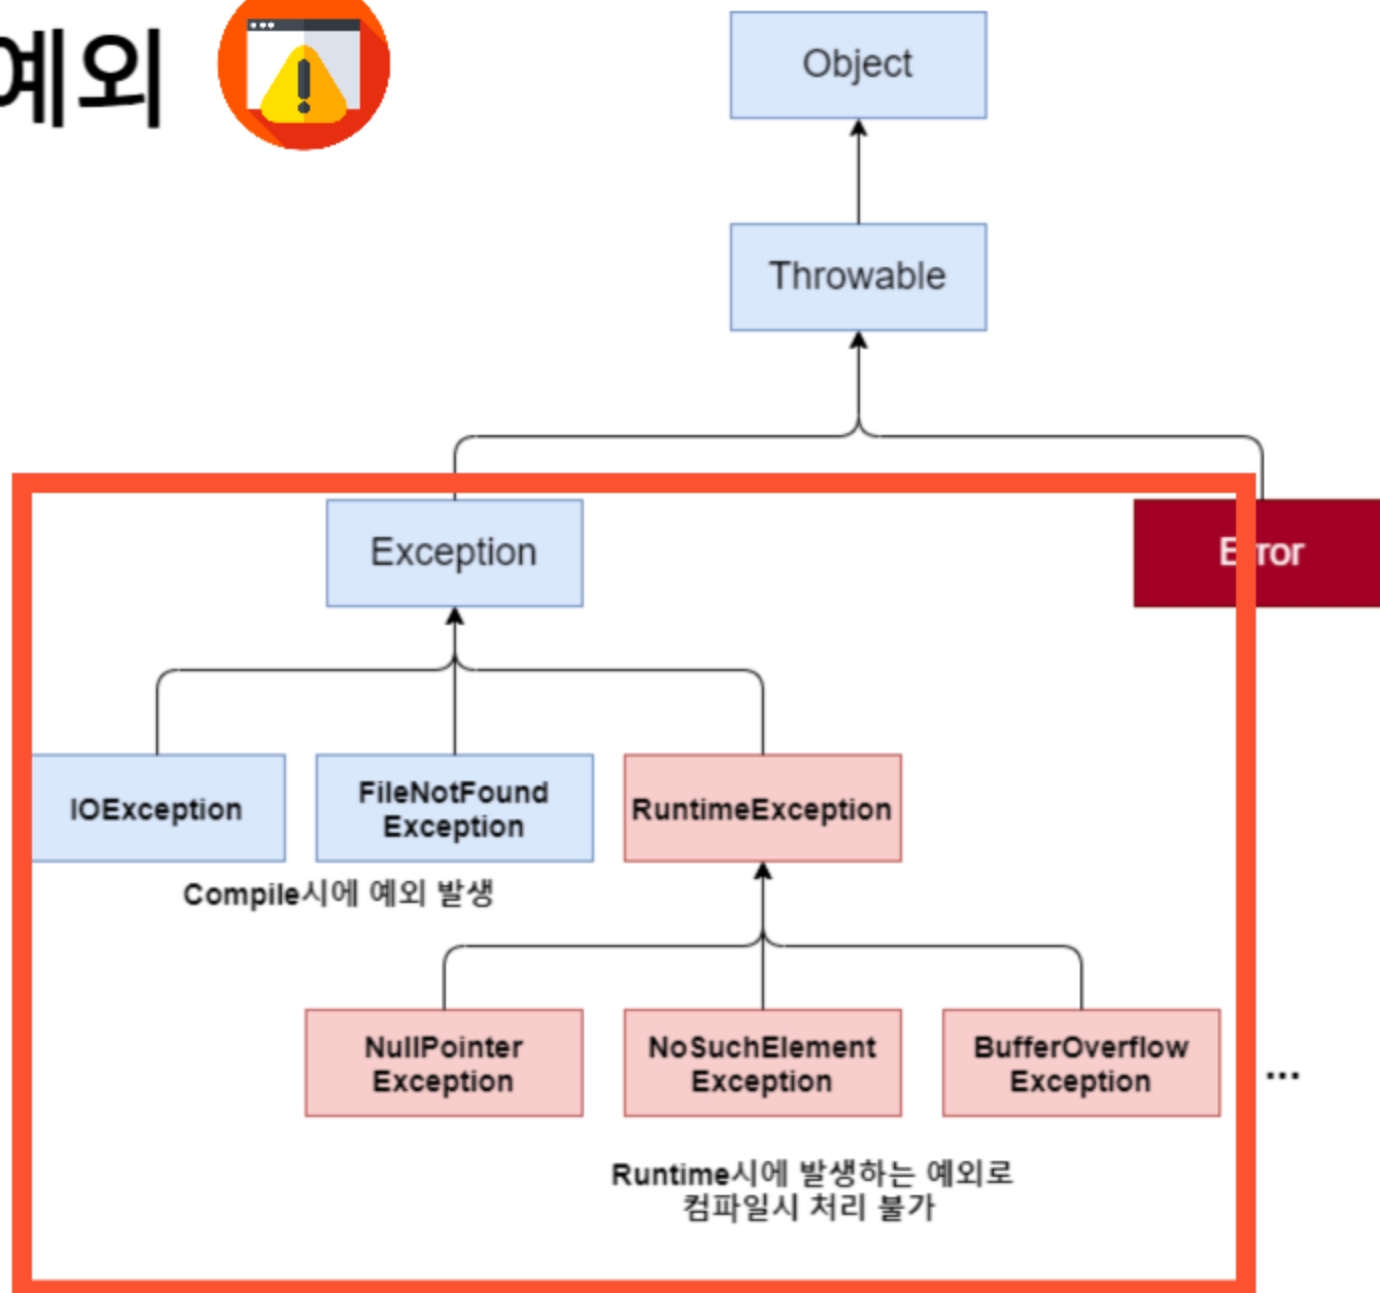 예외
Object
Throwable
Exception
Error
IOException
FileNotFound
Exception
RuntimeException
Compile시에 예외 발생
NullPointer
Exception
NoSuchElement
Exception
BufferOverflow
Exception
...
Runtime시에 발생하는 예외로
컴파일시 처리 불가